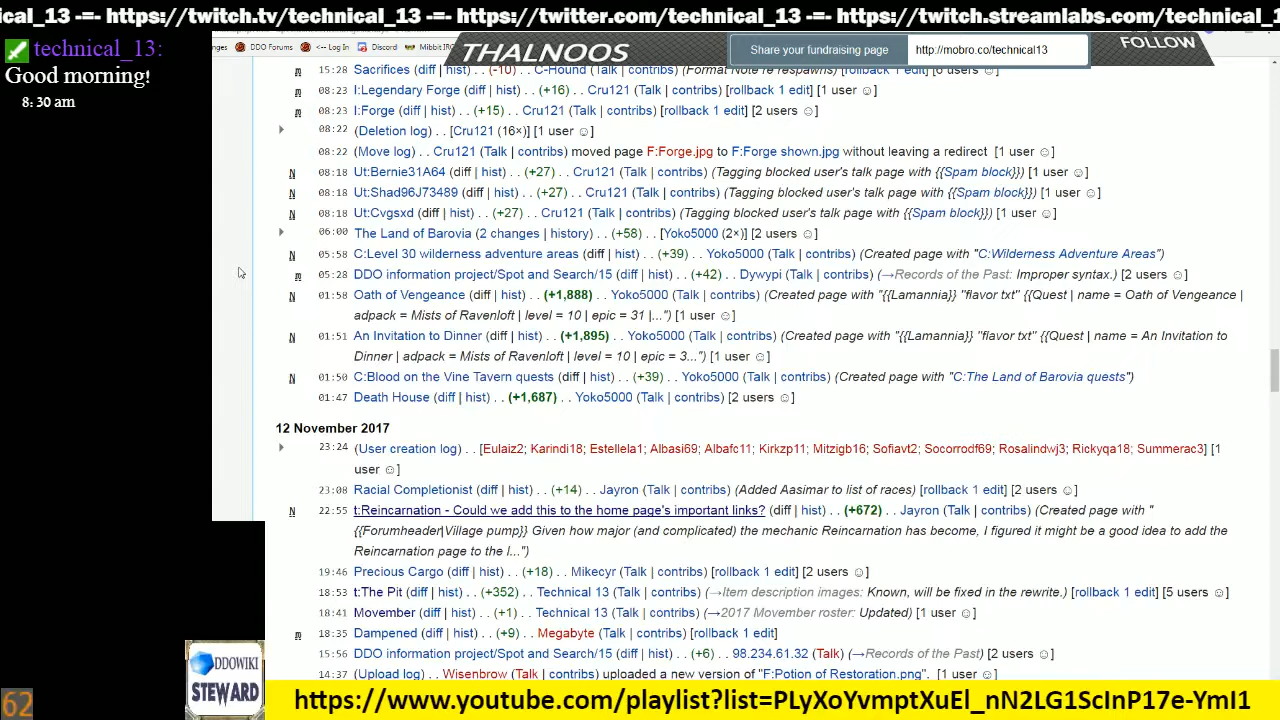 ical_13 -=- https://twitch.tv/technical_13 -=- https://twitter.com/technical_13 -=- https://twitch.streamlabs.com/technical_1
technical_13:
Good morning!
8:30 am
nges DDO Forums <-- Log In Discord Mibbit IRC
THALNOOS
Share your fundraising page http://mobro.co/technical13
FOLLOW
m 15:28 Sacrifices (diff | hist) . . (-10) . . C-Hound (Talk | contribs) (Format Note re respawns) [rollback 1 edit] [6 users ☺]
m 08:23 I:Legendary Forge (diff | hist) . . (+16) . . Cru121 (Talk | contribs) [rollback 1 edit] [1 user ☺]
m 08:23 I:Forge (diff | hist) . . (+15) . . Cru121 (Talk | contribs) [rollback 1 edit] [2 users ☺]
08:22 (Deletion log) . . [Cru121 (16×)] [1 user ☺]
08:22 (Move log) . . Cru121 (Talk | contribs) moved page F:Forge.jpg to F:Forge shown.jpg without leaving a redirect [1 user ☺]
N 08:18 Ut:Bernie31A64 (diff | hist) . . (+27) . . Cru121 (Talk | contribs) (Tagging blocked user's talk page with {{Spam block}}) [1 user ☺]
N 08:18 Ut:Shad96J73489 (diff | hist) . . (+27) . . Cru121 (Talk | contribs) (Tagging blocked user's talk page with {{Spam block}}) [1 user ☺]
N 08:18 Ut:Cvgsxd (diff | hist) . . (+27) . . Cru121 (Talk | contribs) (Tagging blocked user's talk page with {{Spam block}}) [1 user ☺]
06:00 The Land of Barovia (2 changes | history) . . (+58) . . [Yoko5000 (2×)] [2 users ☺]
N 05:58 C:Level 30 wilderness adventure areas (diff | hist) . . (+39) . . Yoko5000 (Talk | contribs) (Created page with "C:Wilderness Adventure Areas")
m 05:28 DDO information project/Spot and Search/15 (diff | hist) . . (+42) . . Dywypi (Talk | contribs) (→Records of the Past: Improper syntax.) [2 users ☺]
N 01:58 Oath of Vengeance (diff | hist) . . (+1,888) . . Yoko5000 (Talk | contribs) (Created page with "{{Lamannia}} "flavor txt" {{Quest | name = Oath of Vengeance |
adpack = Mists of Ravenloft | level = 10 | epic = 31 |...") [1 user ☺]
N 01:51 An Invitation to Dinner (diff | hist) . . (+1,895) . . Yoko5000 (Talk | contribs) (Created page with "{{Lamannia}} "flavor txt" {{Quest | name = An Invitation to
Dinner | adpack = Mists of Ravenloft | level = 10 | epic = 3...") [1 user ☺]
N 01:50 C:Blood on the Vine Tavern quests (diff | hist) . . (+39) . . Yoko5000 (Talk | contribs) (Created page with "C:The Land of Barovia quests")
01:47 Death House (diff | hist) . . (+1,687) . . Yoko5000 (Talk | contribs) [2 users ☺]
12 November 2017
23:24 (User creation log) . . [Eulaiz2; Karindi18; Estellela1; Albasi69; Albafc11; Kirkzp11; Mitzigb16; Sofiavt2; Socorrodf69; Rosalindwj3; Rickyqa18; Summerac3] [1
user ☺]
23:08 Racial Completionist (diff | hist) . . (+14) . . Jayron (Talk | contribs) (Added Aasimar to list of races) [rollback 1 edit] [2 users ☺]
N 22:55 t:Reincarnation - Could we add this to the home page's important links? (diff | hist) . . (+672) . . Jayron (Talk | contribs) (Created page with "
{{Forumheader|Village pump}} Given how major (and complicated) the mechanic Reincarnation has become, I figured it might be a good idea to add the
Reincarnation page to the l...")
19:46 Precious Cargo (diff | hist) . . (+18) . . Mikecyr (Talk | contribs) [rollback 1 edit] [2 users ☺]
18:53 t:The Pit (diff | hist) . . (+352) . . Technical 13 (Talk | contribs) (→Item description images: Known, will be fixed in the rewrite.) [rollback 1 edit] [5 users ☺]
18:41 Movember (diff | hist) . . (+1) . . Technical 13 (Talk | contribs) (→2017 Movember roster: Updated) [1 user ☺]
m 18:35 Dampened (diff | hist) . . (+9) . . Megabyte (Talk | contribs) [rollback 1 edit]
15:56 DDO information project/Spot and Search/15 (diff | hist) . . (+6) . . 98.234.61.32 (Talk) (→Records of the Past) [2 users ☺]
14:37 (Upload log) . . Wisenbrow (Talk | contribs) uploaded a new version of "F:Potion of Restoration.png". [1 user ☺]
DDOWIKI
STEWARD
62
https://www.youtube.com/playlist?list=PLyXoYvmptXuEl_nN2LG1ScInP17e-YmI1